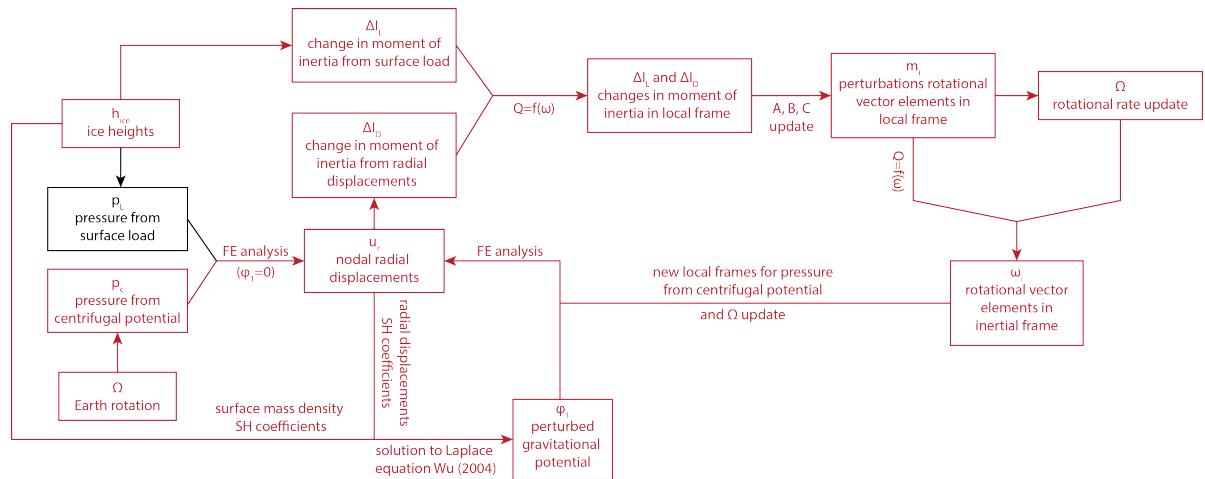 ΔI_L
change in moment of
inertia from surface load
h_ice
ice heights
ΔI_D
change in moment of
inertia from radial
displacements
Q=f(ω)
ΔI_L and ΔI_D
changes in moment of
inertia in local frame
A, B, C
update
m_i
perturbations rotational
vector elements in
local frame
Ω
rotational rate update
Q=f(ω)
p_L
pressure from
surface load
p_c
pressure from
centrifugal potential
Ω
Earth rotation
FE analysis
(φ₁=0)
u_r
nodal radial
displacements
FE analysis
new local frames for pressure
from centrifugal potential
and Ω update
ω_i
rotational vector
elements in
inertial frame
radial displacements
SH coefficients
surface mass density
SH coefficients
solution to Laplace
equation Wu (2004)
φ₁
perturbed
gravitational
potential